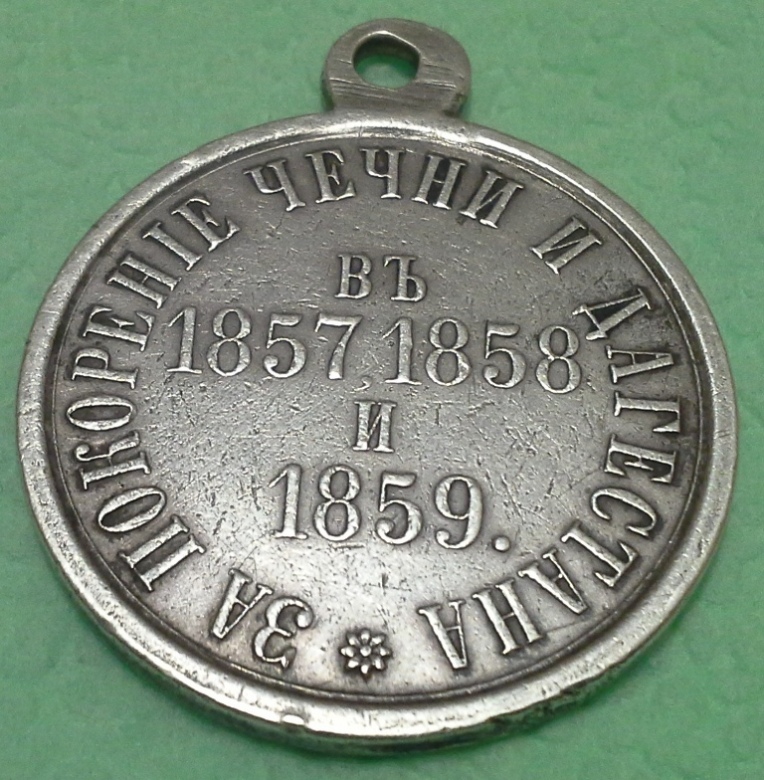 ЗА ПОКОРЕНІЕ ЧЕЧНИ И ДАГЕСТАНА
ВЪ
1857, 1858
И
1859.